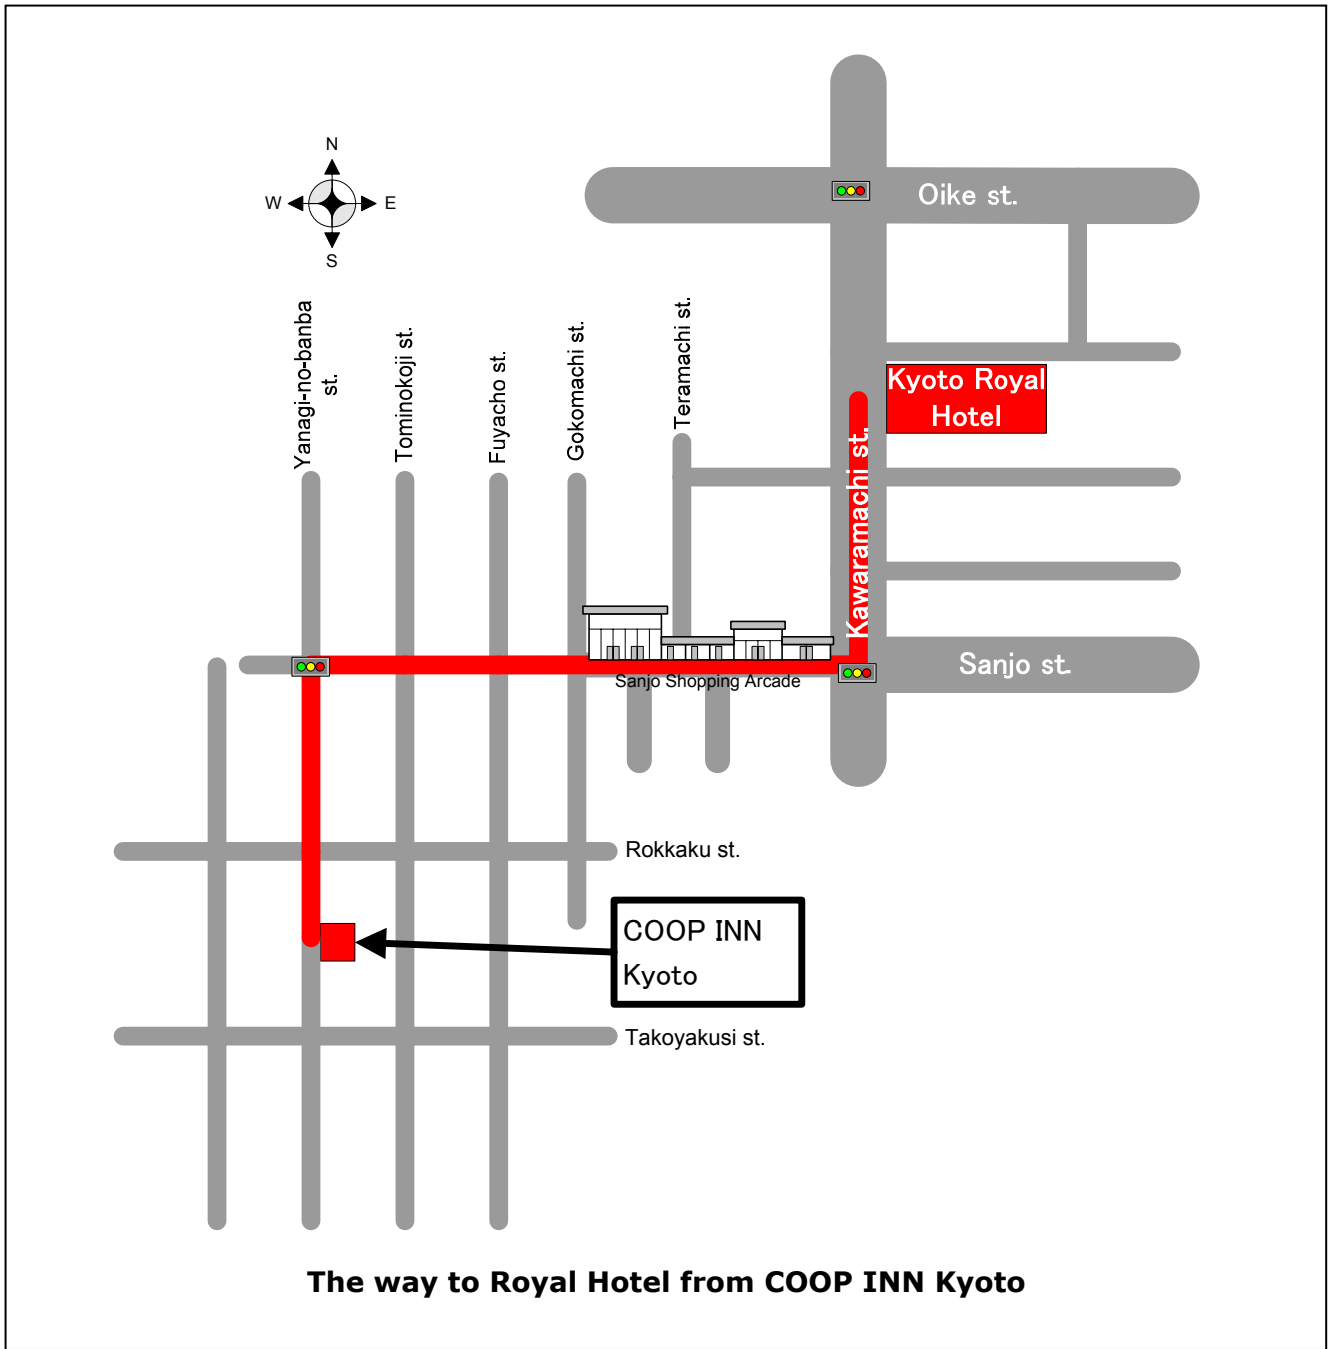 N
W
E
S
Oike st.
Yanagi-no-banba
st.
Tominokoji st.
Fuyacho st.
Gokomachi st.
Teramachi st.
Kyoto Royal
Hotel
Kawaramachi st.
Sanjo st.
Sanjo Shopping Arcade
Rokkaku st.
COOP INN
Kyoto
Takoyakusi st.
The way to Royal Hotel from COOP INN Kyoto